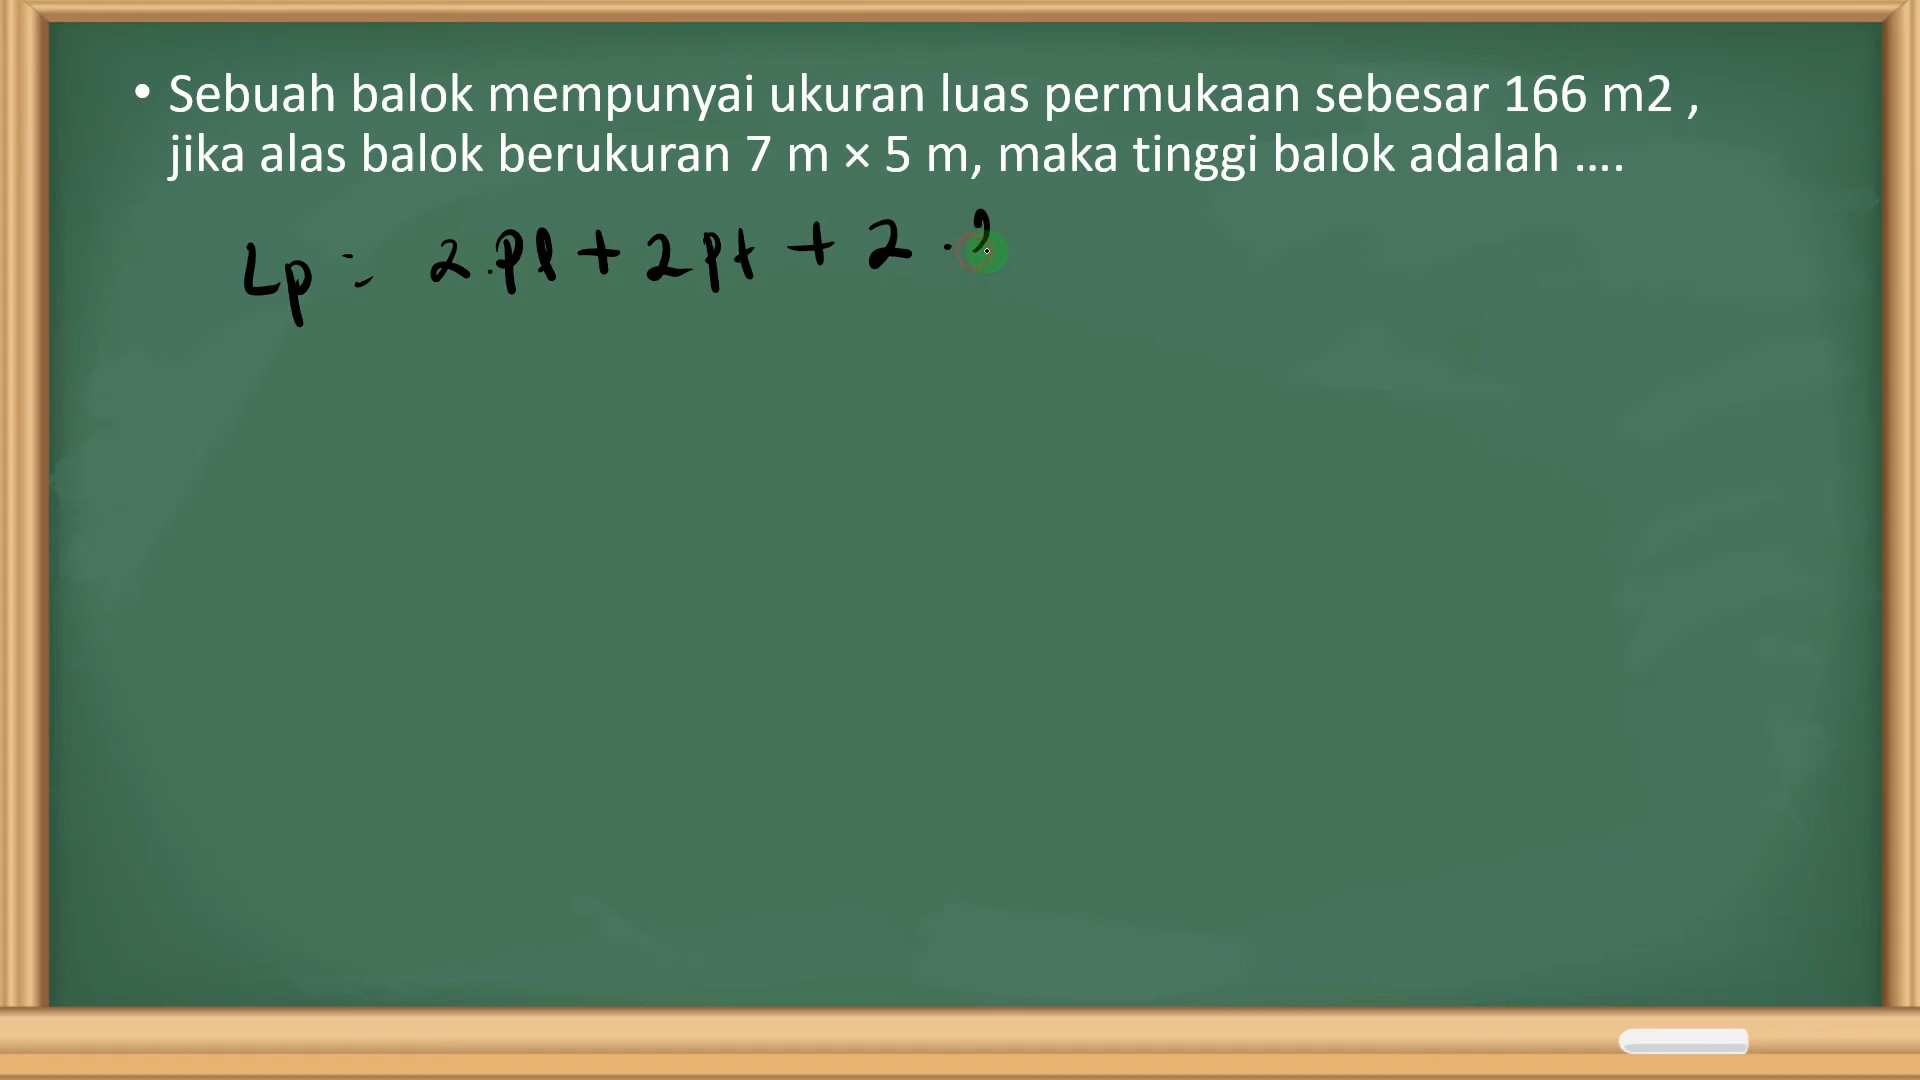 • Sebuah balok mempunyai ukuran luas permukaan sebesar 166 m2 ,
jika alas balok berukuran 7 m × 5 m, maka tinggi balok adalah ....
Lp = 2.pl + 2pt + 2 .